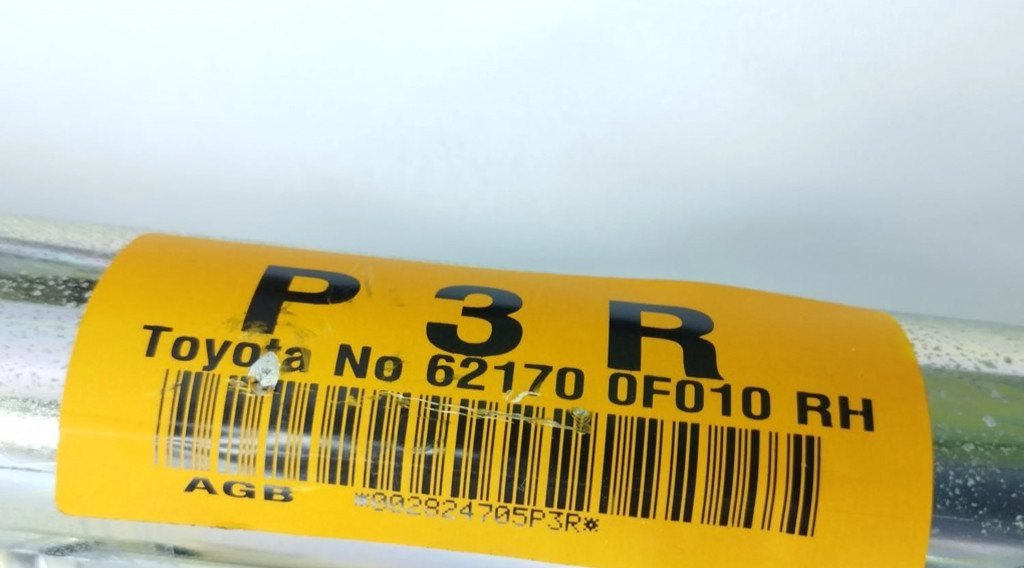 P 3 R
Toyota No 62170 0F010 RH
AGB
*002824705P3R*